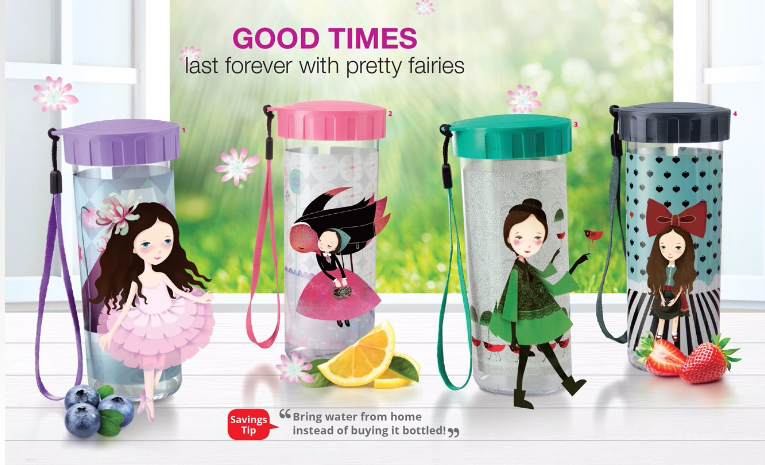 GOOD TIMES
last forever with pretty fairies
1
2
3
4
Savings
Tip
“Bring water from home
instead of buying it bottled!”